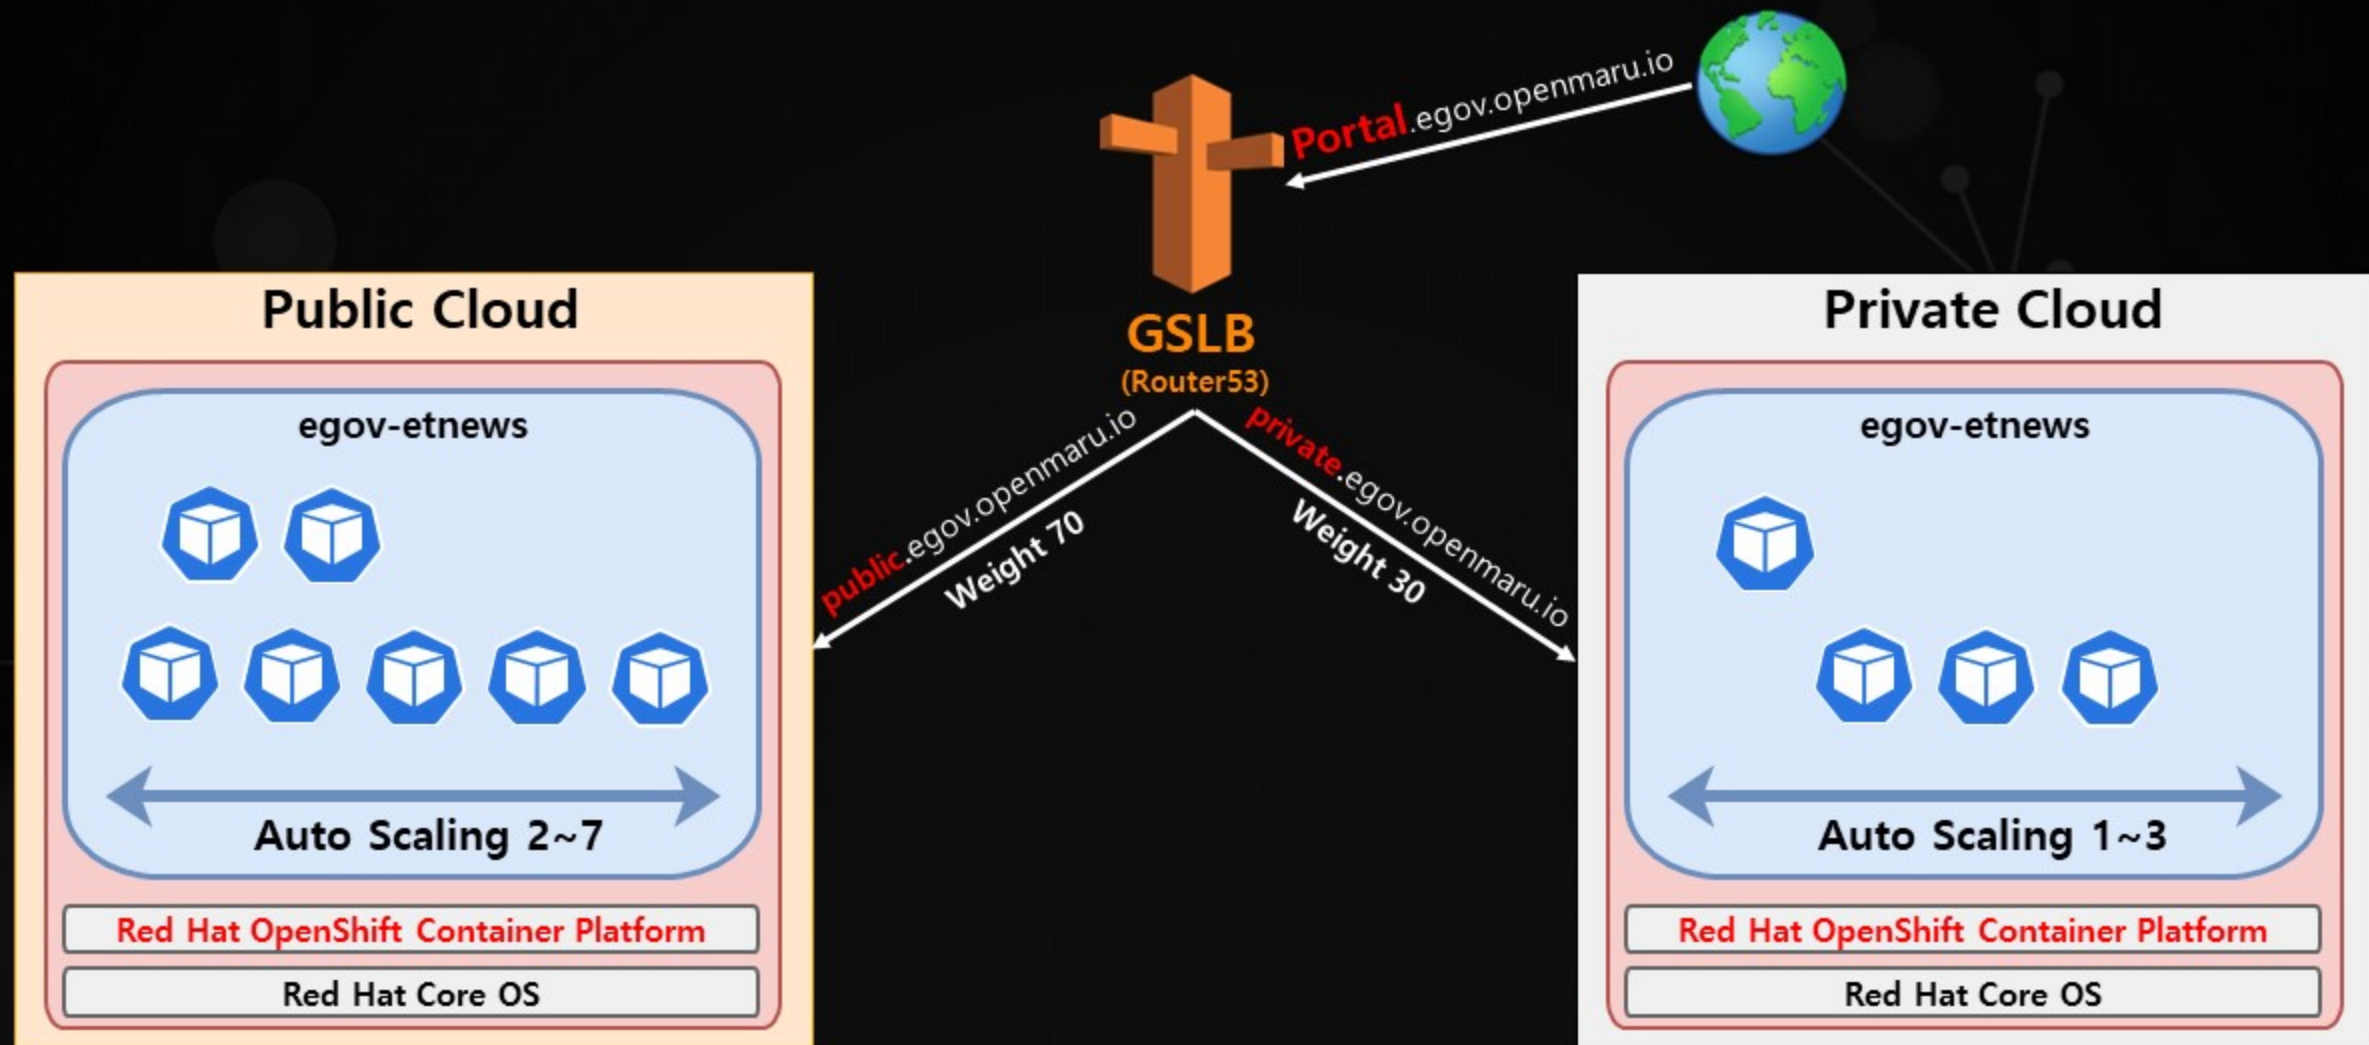 Portal.egov.openmaru.io
GSLB
(Router53)
public.egov.openmaru.io
Weight 70
private.egov.openmaru.io
Weight 30
Public Cloud
egov-etnews
Auto Scaling 2~7
Red Hat OpenShift Container Platform
Red Hat Core OS
Private Cloud
egov-etnews
Auto Scaling 1~3
Red Hat OpenShift Container Platform
Red Hat Core OS